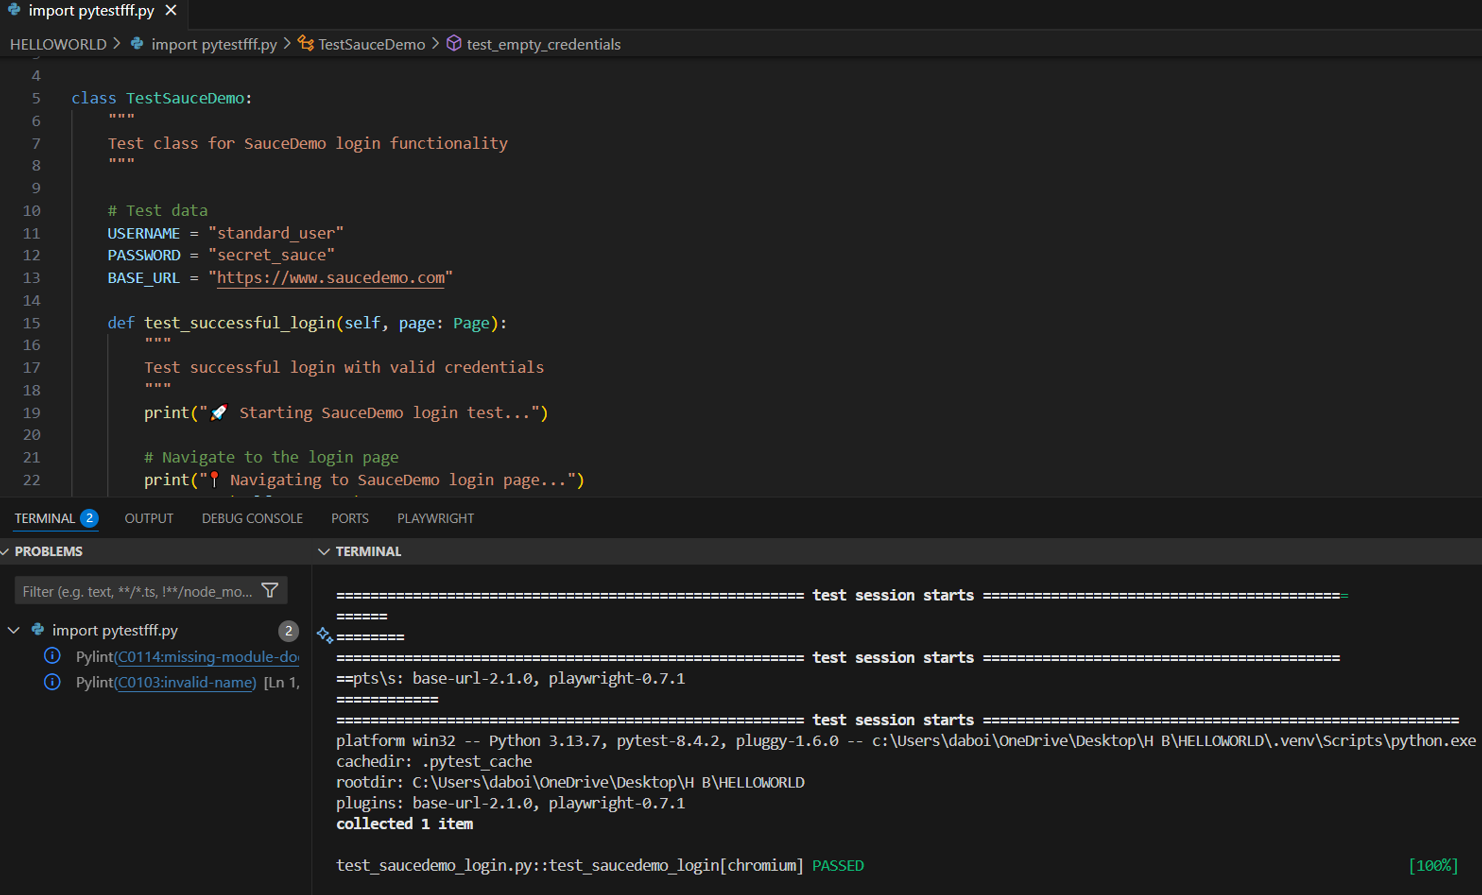 import pytestfff.py ×
HELLOWORLD > import pytestfff.py > TestSauceDemo > test_empty_credentials
4
5 class TestSauceDemo:
6 """
7 Test class for SauceDemo login functionality
8 """
9
10 # Test data
11 USERNAME = "standard_user"
12 PASSWORD = "secret_sauce"
13 BASE_URL = "https://www.saucedemo.com"
14
15 def test_successful_login(self, page: Page):
16 """
17 Test successful login with valid credentials
18 """
19 print("🚀 Starting SauceDemo login test...")
20
21 # Navigate to the login page
22 print("📍 Navigating to SauceDemo login page...")
TERMINAL 2 OUTPUT DEBUG CONSOLE PORTS PLAYWRIGHT
PROBLEMS
Filter (e.g. text, **/*.ts, !**/node_mo...
import pytestfff.py 2
Pylint(C0114:missing-module-do
Pylint(C0103:invalid-name) [Ln 1,
TERMINAL
======================================================= test session starts ===========================================
======
========
======================================================= test session starts ==========================================
==pts\s: base-url-2.1.0, playwright-0.7.1
============
======================================================= test session starts ========================================================
platform win32 -- Python 3.13.7, pytest-8.4.2, pluggy-1.6.0 -- c:\Users\daboi\OneDrive\Desktop\H B\HELLOWORLD\.venv\Scripts\python.exe
cachedir: .pytest_cache
rootdir: C:\Users\daboi\OneDrive\Desktop\H B\HELLOWORLD
plugins: base-url-2.1.0, playwright-0.7.1
collected 1 item
test_saucedemo_login.py::test_saucedemo_login[chromium] PASSED [100%]